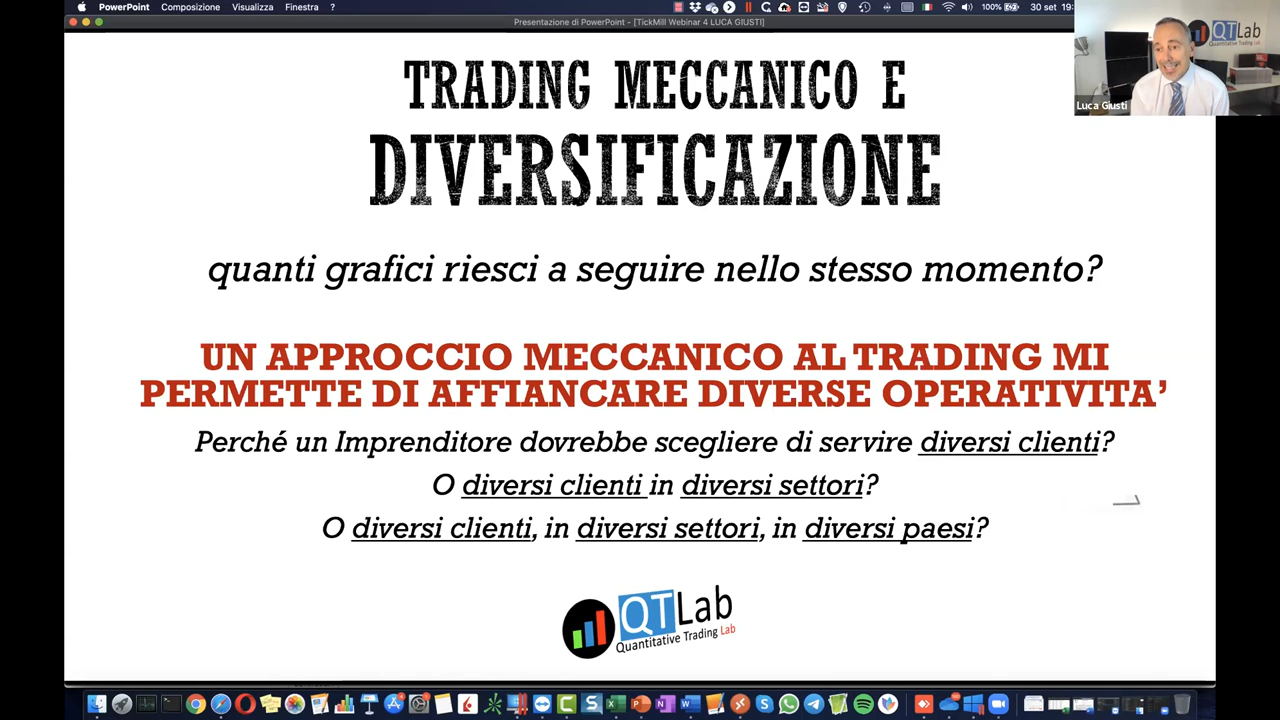 PowerPoint Composizione Visualizza Finestra ?
100% 30 set 19:
Presentazione di PowerPoint - [TickMill Webinar 4 LUCA GIUSTI]
QTLab
Quantitative Trading Lab
Luca Giusti
TRADING MECCANICO E
DIVERSIFICAZIONE
quanti grafici riesci a seguire nello stesso momento?
UN APPROCCIO MECCANICO AL TRADING MI
PERMETTE DI AFFIANCARE DIVERSE OPERATIVITA’
Perché un Imprenditore dovrebbe scegliere di servire diversi clienti?
O diversi clienti in diversi settori?
O diversi clienti, in diversi settori, in diversi paesi?
QTLab
Quantitative Trading Lab